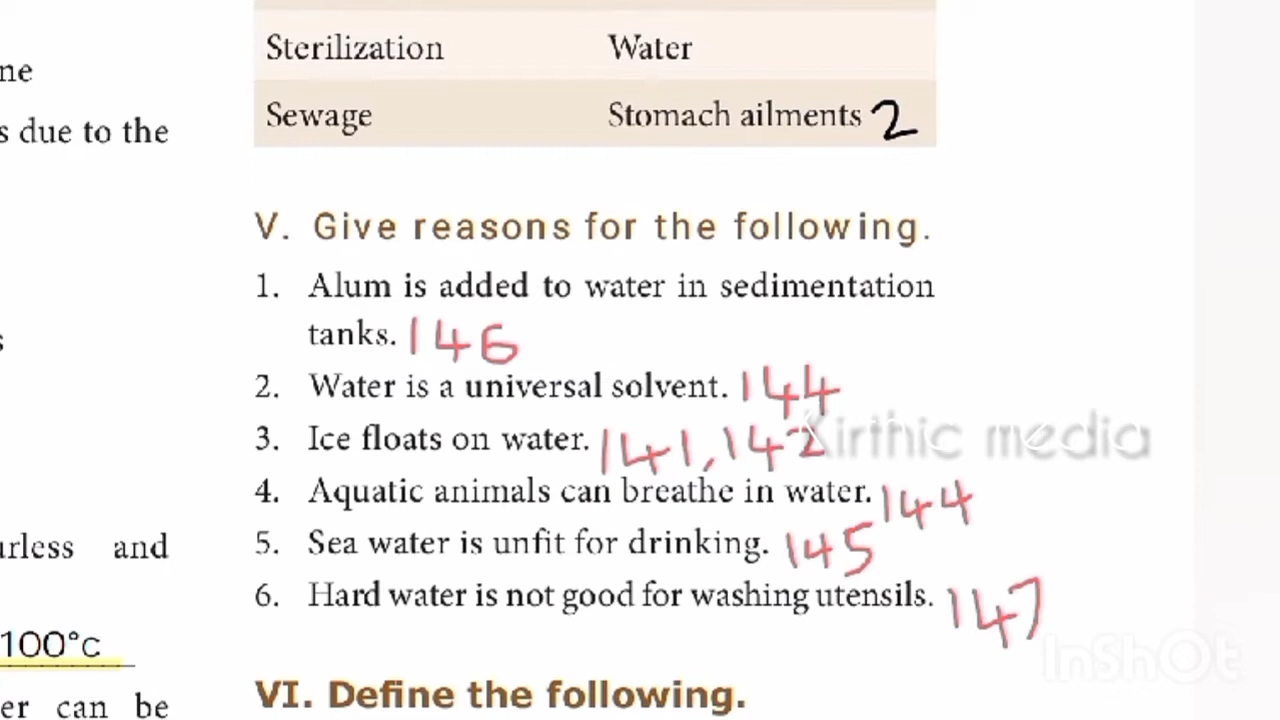 ne
s due to the
s
urless and
100°c
er can be
Sterilization Water
Sewage Stomach ailments 2
V. Give reasons for the following.
1. Alum is added to water in sedimentation
tanks. 146
2. Water is a universal solvent. 144
3. Ice floats on water. 141, 142
Kirthic media
4. Aquatic animals can breathe in water. 144
5. Sea water is unfit for drinking. 145
6. Hard water is not good for washing utensils. 147
InShOt
VI. Define the following.